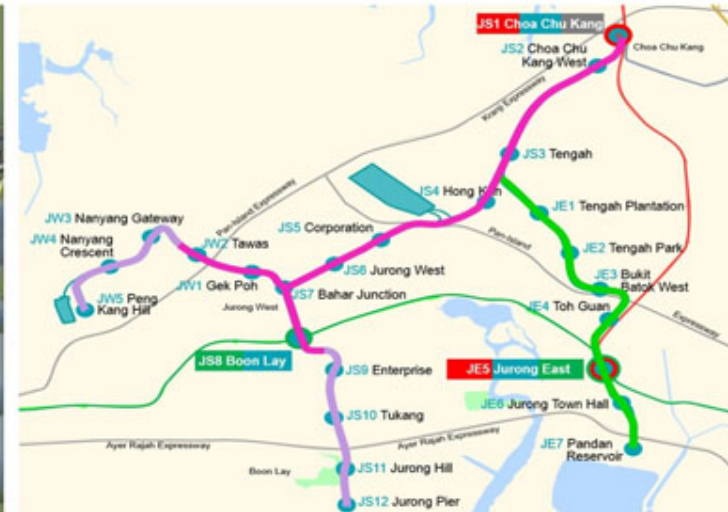 JS1 Choa Chu Kang
Choa Chu Kang
JS2 Choa Chu
Kang West
Kranji Expressway
JS3 Tengah
JS4 Hong Kah
JE1 Tengah Plantation
Pan-Island Expressway
JW3 Nanyang Gateway
JW4 Nanyang
Crescent
JW2 Tawas
JS5 Corporation
Pan-Island
JE2 Tengah Park
JS6 Jurong West
JE3 Bukit
Batok West
JW1 Gek Poh
JS7 Bahar Junction
JW5 Peng
Kang Hill
Jurong West
JE4 Toh Guan
Expressway
JS8 Boon Lay
JS9 Enterprise
JE5 Jurong East
JE6 Jurong Town Hall
JS10 Tukang
Ayer Rajah Expressway
Ayer Rajah Expressway
JE7 Pandan
Reservoir
Boon Lay
JS11 Jurong Hill
JS12 Jurong Pier